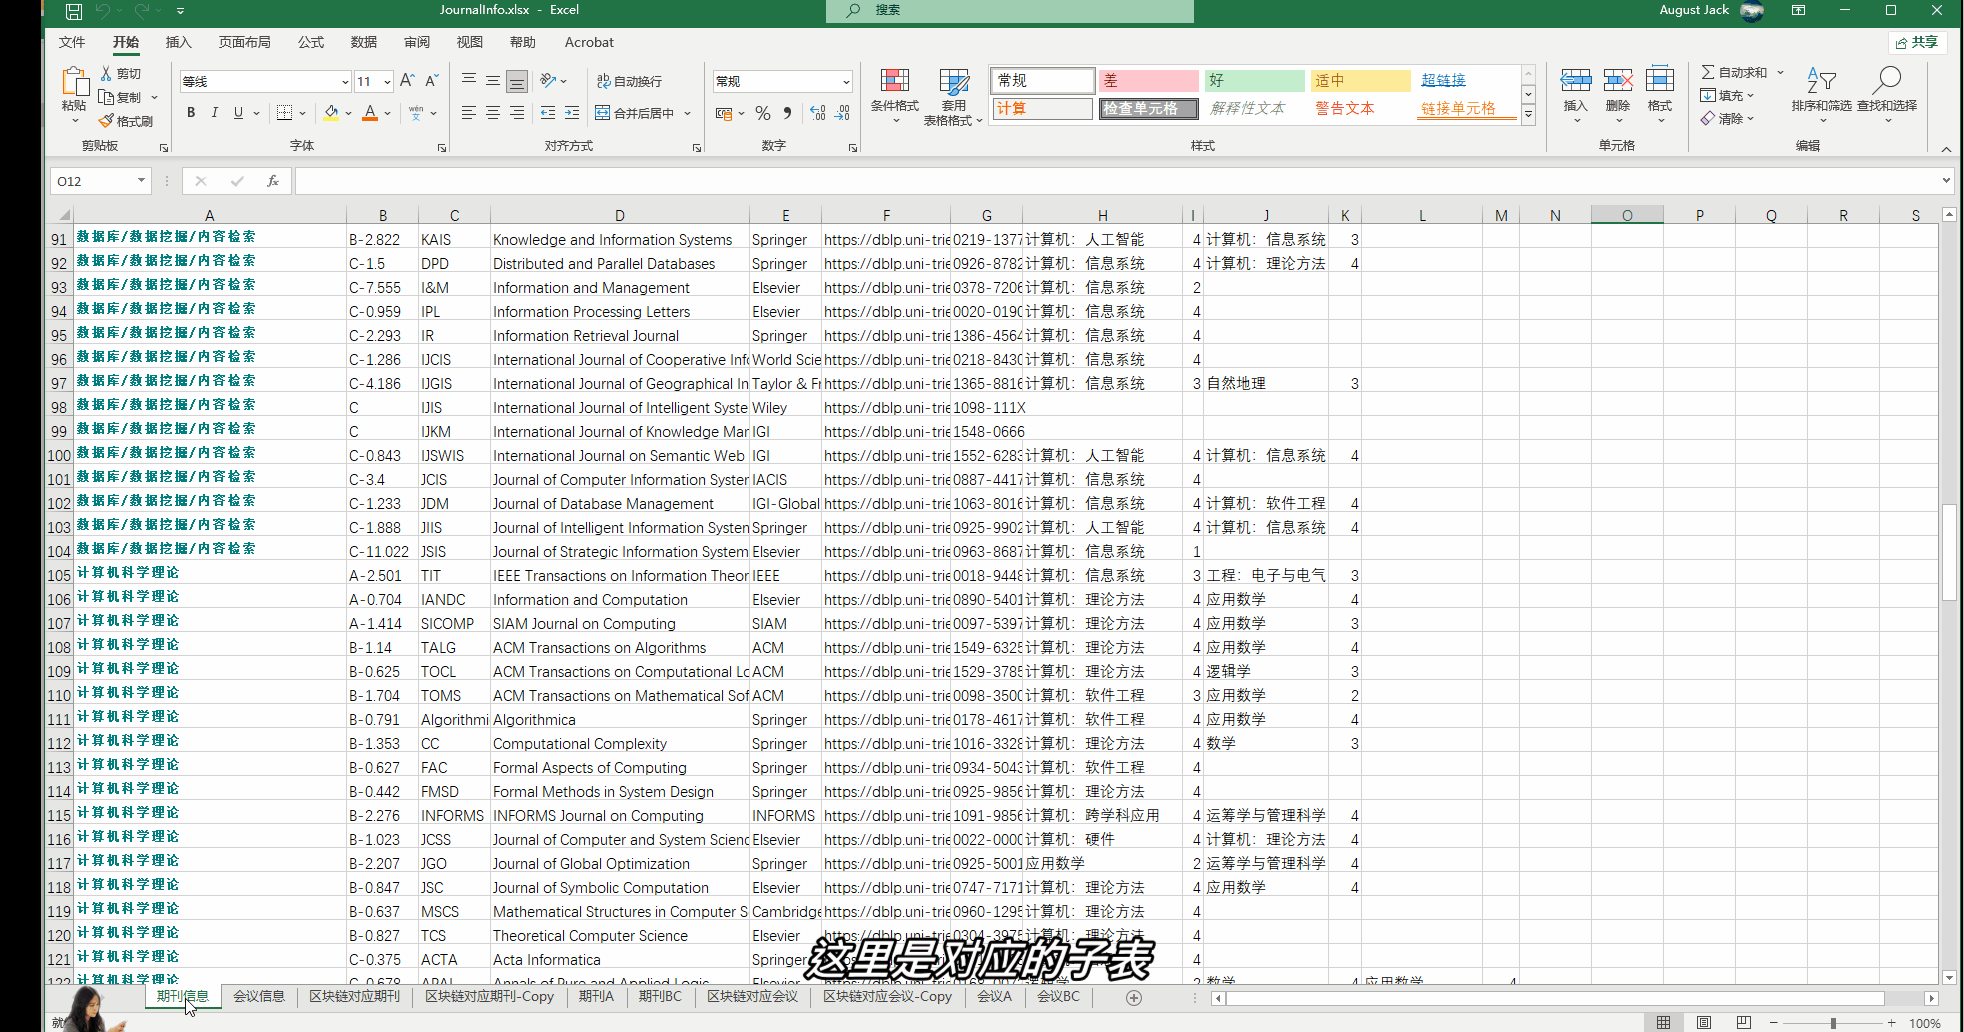 JournalInfo.xlsx - Excel
搜索
August Jack
文件 开始 插入 页面布局 公式 数据 审阅 视图 帮助 Acrobat
共享
粘贴 剪切 复制 格式刷 剪贴板
等线 11 字体
自动换行 合并后居中 对齐方式
常规 数字
条件格式 套用表格格式
常规 差 好 适中 超链接
计算 检查单元格 解释性文本 警告文本 链接单元格
样式
插入 删除 格式 单元格
自动求和 填充 清除 排序和筛选 查找和选择 编辑
O12 fx
A B C D E F G H I J K L M N O P Q R S
91 数据库/数据挖掘/内容检索 B-2.822 KAIS Knowledge and Information Systems Springer https://dblp.uni-trie 0219-1377 计算机：人工智能 4 计算机：信息系统 3
92 数据库/数据挖掘/内容检索 C-1.5 DPD Distributed and Parallel Databases Springer https://dblp.uni-trie 0926-8782 计算机：信息系统 4 计算机：理论方法 4
93 数据库/数据挖掘/内容检索 C-7.555 I&M Information and Management Elsevier https://dblp.uni-trie 0378-7206 计算机：信息系统 2
94 数据库/数据挖掘/内容检索 C-0.959 IPL Information Processing Letters Elsevier https://dblp.uni-trie 0020-0190 计算机：信息系统 4
95 数据库/数据挖掘/内容检索 C-2.293 IR Information Retrieval Journal Springer https://dblp.uni-trie 1386-4564 计算机：信息系统 4
96 数据库/数据挖掘/内容检索 C-1.286 IJCIS International Journal of Cooperative Info World Scie https://dblp.uni-trie 0218-8430 计算机：信息系统 4
97 数据库/数据挖掘/内容检索 C-4.186 IJGIS International Journal of Geographical In Taylor & Fr https://dblp.uni-trie 1365-8816 计算机：信息系统 3 自然地理 3
98 数据库/数据挖掘/内容检索 C IJIS International Journal of Intelligent Syste Wiley https://dblp.uni-trie 1098-111X
99 数据库/数据挖掘/内容检索 C IJKM International Journal of Knowledge Mar IGI https://dblp.uni-trie 1548-0666
100 数据库/数据挖掘/内容检索 C-0.843 IJSWIS International Journal on Semantic Web IGI https://dblp.uni-trie 1552-6283 计算机：人工智能 4 计算机：信息系统 4
101 数据库/数据挖掘/内容检索 C-3.4 JCIS Journal of Computer Information Syster IACIS https://dblp.uni-trie 0887-4417 计算机：信息系统 4
102 数据库/数据挖掘/内容检索 C-1.233 JDM Journal of Database Management IGI-Global https://dblp.uni-trie 1063-8016 计算机：信息系统 4 计算机：软件工程 4
103 数据库/数据挖掘/内容检索 C-1.888 JIIS Journal of Intelligent Information System Springer https://dblp.uni-trie 0925-9902 计算机：人工智能 4 计算机：信息系统 4
104 数据库/数据挖掘/内容检索 C-11.022 JSIS Journal of Strategic Information System Elsevier https://dblp.uni-trie 0963-8687 计算机：信息系统 1
105 计算机科学理论 A-2.501 TIT IEEE Transactions on Information Theor IEEE https://dblp.uni-trie 0018-9448 计算机：信息系统 3 工程：电子与电气 3
106 计算机科学理论 A-0.704 IANDC Information and Computation Elsevier https://dblp.uni-trie 0890-5401 计算机：理论方法 4 应用数学 4
107 计算机科学理论 A-1.414 SICOMP SIAM Journal on Computing SIAM https://dblp.uni-trie 0097-5397 计算机：理论方法 4 应用数学 3
108 计算机科学理论 B-1.14 TALG ACM Transactions on Algorithms ACM https://dblp.uni-trie 1549-6325 计算机：理论方法 4 应用数学 4
109 计算机科学理论 B-0.625 TOCL ACM Transactions on Computational Lo ACM https://dblp.uni-trie 1529-3785 计算机：理论方法 4 逻辑学 3
110 计算机科学理论 B-1.704 TOMS ACM Transactions on Mathematical Sof ACM https://dblp.uni-trie 0098-3500 计算机：软件工程 3 应用数学 2
111 计算机科学理论 B-0.791 Algorithmi Algorithmica Springer https://dblp.uni-trie 0178-4617 计算机：软件工程 4 应用数学 4
112 计算机科学理论 B-1.353 CC Computational Complexity Springer https://dblp.uni-trie 1016-3328 计算机：理论方法 4 数学 3
113 计算机科学理论 B-0.627 FAC Formal Aspects of Computing Springer https://dblp.uni-trie 0934-5043 计算机：软件工程 4
114 计算机科学理论 B-0.442 FMSD Formal Methods in System Design Springer https://dblp.uni-trie 0925-9856 计算机：理论方法 4
115 计算机科学理论 B-2.276 INFORMS INFORMS Journal on Computing INFORMS https://dblp.uni-trie 1091-9856 计算机：跨学科应用 4 运筹学与管理科学 4
116 计算机科学理论 B-1.023 JCSS Journal of Computer and System Scienc Elsevier https://dblp.uni-trie 0022-0000 计算机：硬件 4 计算机：理论方法 4
117 计算机科学理论 B-2.207 JGO Journal of Global Optimization Springer https://dblp.uni-trie 0925-5001 应用数学 2 运筹学与管理科学 4
118 计算机科学理论 B-0.847 JSC Journal of Symbolic Computation Elsevier https://dblp.uni-trie 0747-7171 计算机：理论方法 4 应用数学 4
119 计算机科学理论 B-0.637 MSCS Mathematical Structures in Computer S Cambridge https://dblp.uni-trie 0960-1295 计算机：理论方法 4
120 计算机科学理论 B-0.827 TCS Theoretical Computer Science Elsevier https://dblp.uni-trie 0304-3975 计算机：理论方法 4
121 计算机科学理论 C-0.375 ACTA Acta Informatica Springer 4
这里是对应的子表
122 计算机科学理论 C-0.678 APAL Annals of Pure and Applied Logic Elsevier 2 数学 4 应用数学 4
期刊信息 会议信息 区块链对应期刊 区块链对应期刊-Copy 期刊A 期刊BC 区块链对应会议 区块链对应会议-Copy 会议A 会议BC
100%